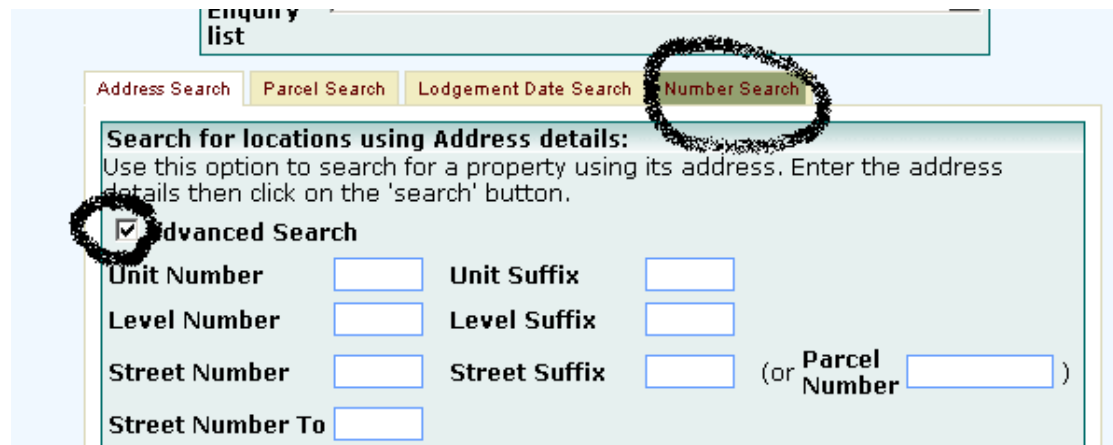 Enquiry
list
Address Search Parcel Search Lodgement Date Search Number Search
Search for locations using Address details:
Use this option to search for a property using its address. Enter the address
details then click on the 'search' button.
Advanced Search
Unit Number Unit Suffix
Level Number Level Suffix
Street Number Street Suffix (or Parcel Number )
Street Number To